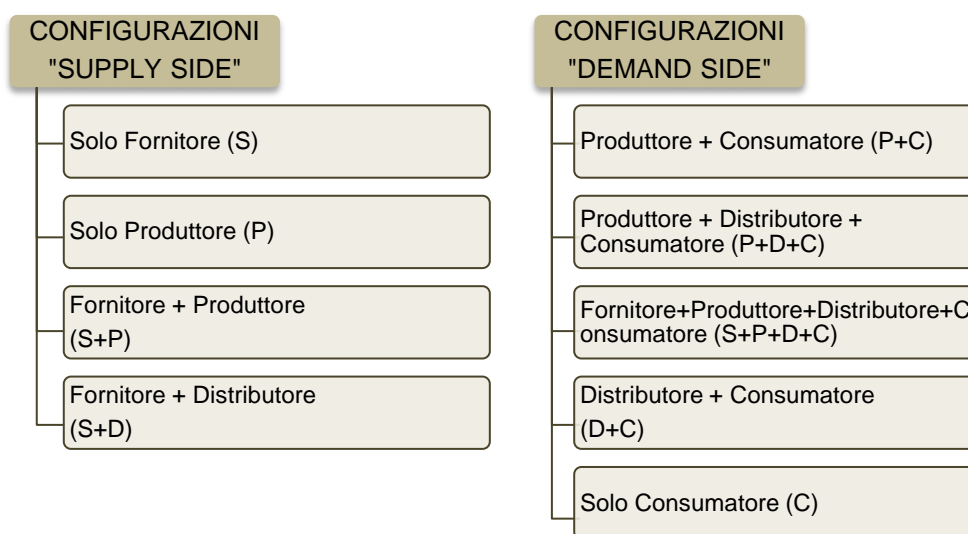 CONFIGURAZIONI
"SUPPLY SIDE"
Solo Fornitore (S)
Solo Produttore (P)
Fornitore + Produttore
(S+P)
Fornitore + Distributore
(S+D)
CONFIGURAZIONI
"DEMAND SIDE"
Produttore + Consumatore (P+C)
Produttore + Distributore +
Consumatore (P+D+C)
Fornitore+Produttore+Distributore+C
onsumatore (S+P+D+C)
Distributore + Consumatore
(D+C)
Solo Consumatore (C)